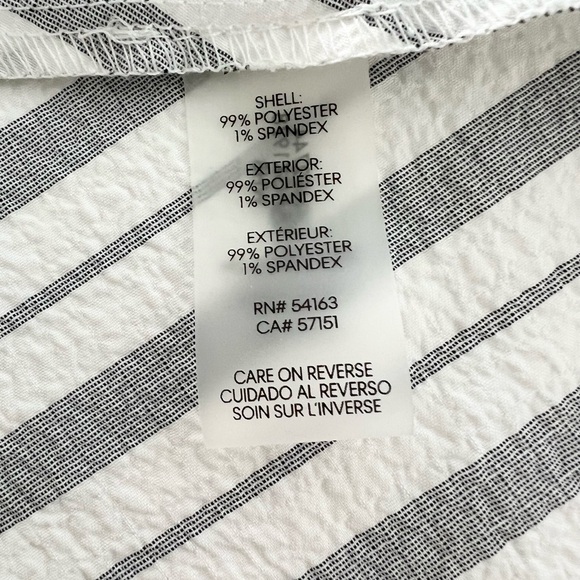 SHELL:
99% POLYESTER
1% SPANDEX
EXTERIOR:
99% POLIÉSTER
1% SPANDEX
EXTÉRIEUR:
99% POLYESTER
1% SPANDEX
RN# 54163
CA# 57151
CARE ON REVERSE
CUIDADO AL REVERSO
SOIN SUR L'INVERSE